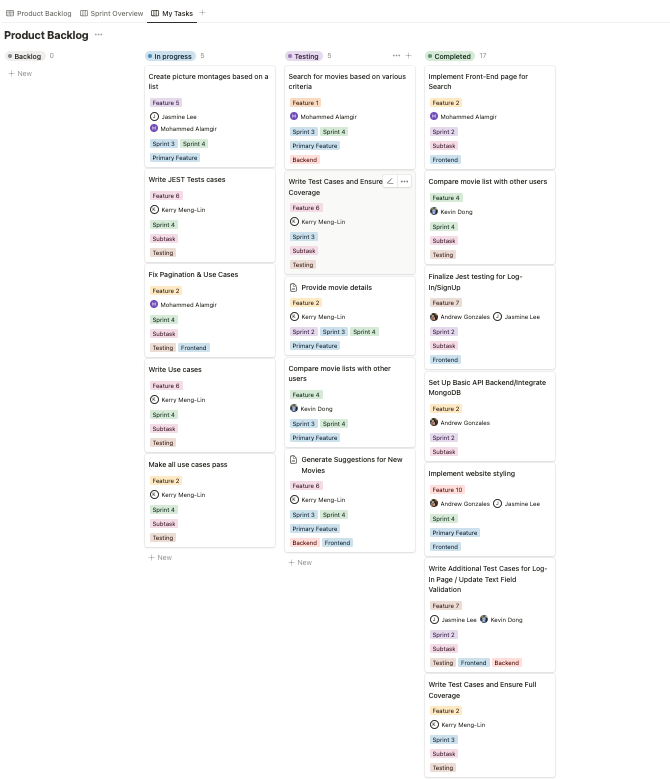 Product Backlog Sprint Overview My Tasks
Product Backlog
Backlog 0
+ New
In progress 5
Create picture montages based on a
list
Feature 5
J Jasmine Lee
M Mohammed Alamgir
Sprint 3 Sprint 4
Primary Feature
Write JEST Tests cases
Feature 6
K Kerry Meng-Lin
Sprint 4
Subtask
Testing
Fix Pagination & Use Cases
Feature 2
M Mohammed Alamgir
Sprint 4
Subtask
Testing Frontend
Write Use cases
Feature 6
K Kerry Meng-Lin
Sprint 4
Subtask
Testing
Make all use cases pass
Feature 2
K Kerry Meng-Lin
Sprint 4
Subtask
Testing
+ New
Testing 5
Search for movies based on various
criteria
Feature 1
M Mohammed Alamgir
Sprint 3 Sprint 4
Primary Feature
Backend
Write Test Cases and Ensure
Coverage
Feature 6
K Kerry Meng-Lin
Sprint 3
Subtask
Testing
Provide movie details
Feature 2
K Kerry Meng-Lin
Sprint 2 Sprint 3 Sprint 4
Primary Feature
Compare movie lists with other
users
Feature 4
Kevin Dong
Sprint 3 Sprint 4
Primary Feature
Generate Suggestions for New
Movies
Feature 6
K Kerry Meng-Lin
Sprint 3 Sprint 4
Primary Feature
Backend Frontend
+ New
Completed 17
Implement Front-End page for
Search
Feature 2
M Mohammed Alamgir
Sprint 2
Subtask
Frontend
Compare movie list with other users
Feature 4
Kevin Dong
Sprint 4
Subtask
Testing
Finalize Jest testing for Log-
In/SignUp
Feature 7
Andrew Gonzales J Jasmine Lee
Sprint 2
Subtask
Frontend
Set Up Basic API Backend/Integrate
MongoDB
Feature 2
Andrew Gonzales
Sprint 2
Subtask
Implement website styling
Feature 10
Andrew Gonzales J Jasmine Lee
Sprint 4
Primary Feature
Frontend
Write Additional Test Cases for Log-
In Page / Update Text Field
Validation
Feature 7
J Jasmine Lee Kevin Dong
Sprint 2
Subtask
Testing Frontend Backend
Write Test Cases and Ensure Full
Coverage
Feature 2
K Kerry Meng-Lin
Sprint 3
Subtask
Testing